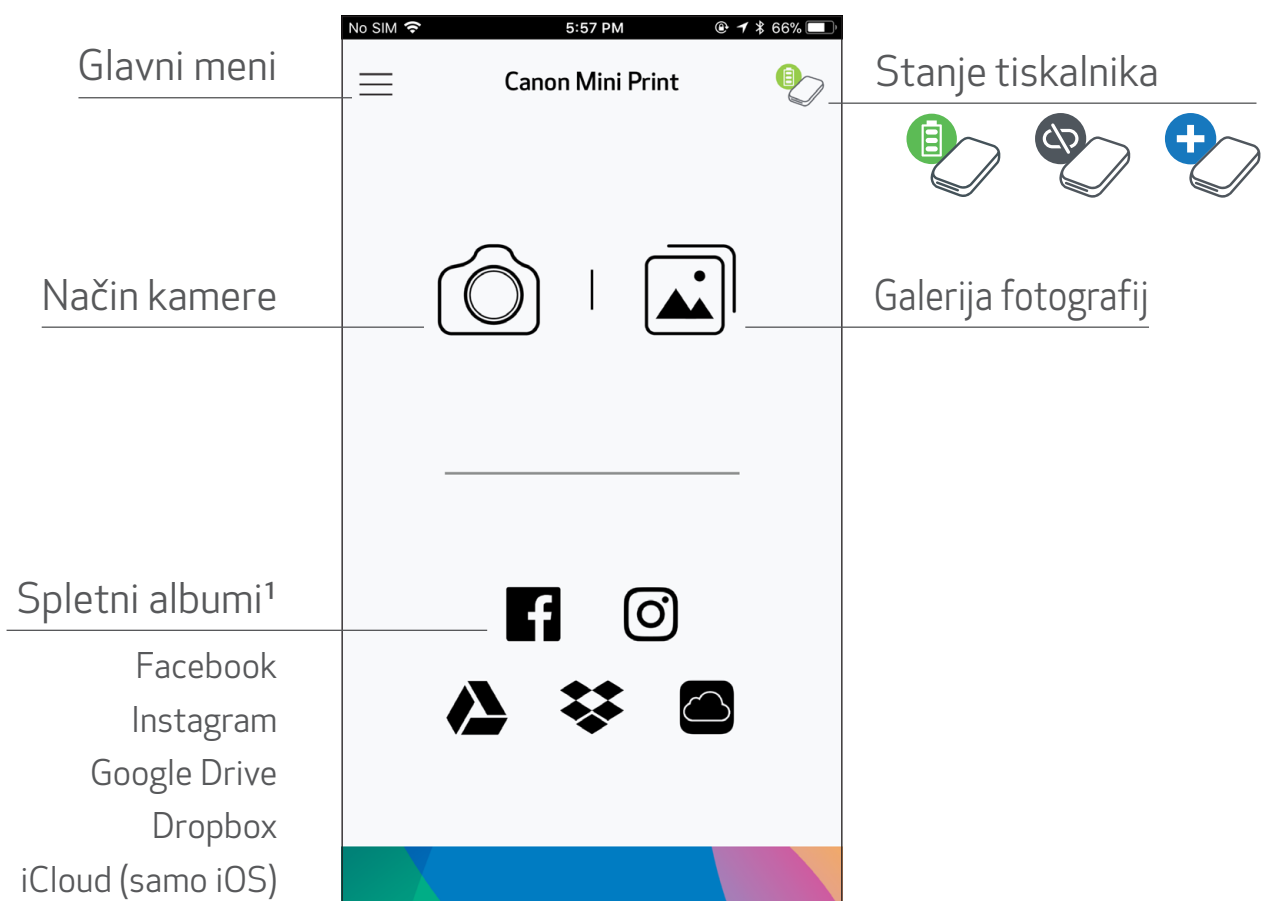 No SIM 5:57 PM 66%
Glavni meni
Canon Mini Print
Stanje tiskalnika
Način kamere
Galerija fotografij
Spletni albumi¹
Facebook
Instagram
Google Drive
Dropbox
iCloud (samo iOS)